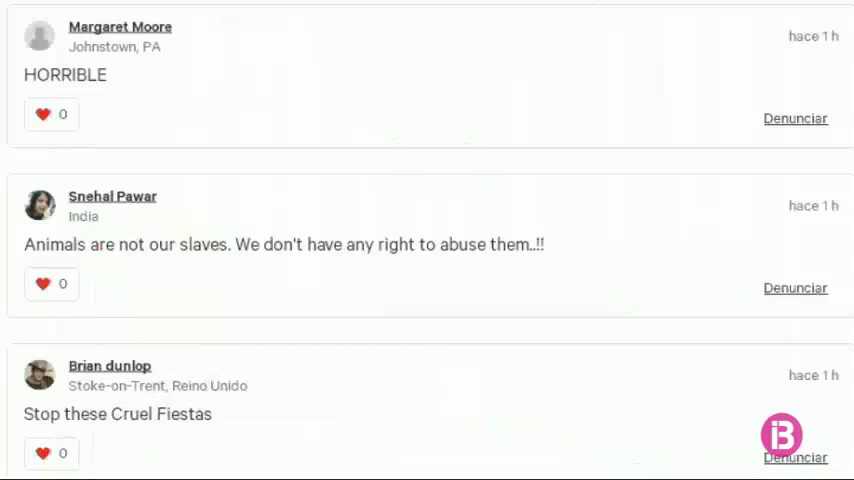 Margaret Moore
Johnstown, PA
hace 1 h
HORRIBLE
0
Denunciar
Snehal Pawar
India
hace 1 h
Animals are not our slaves. We don't have any right to abuse them..!!
0
Denunciar
Brian dunlop
Stoke-on-Trent, Reino Unido
hace 1 h
Stop these Cruel Fiestas
0
Denunciar
IB3